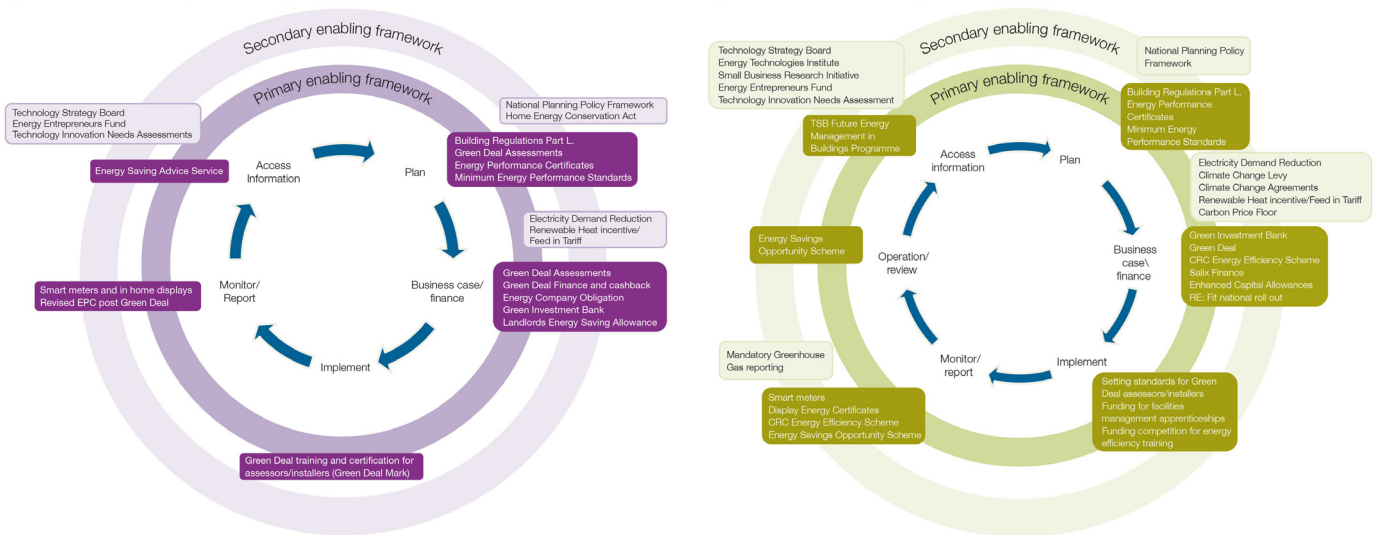 Secondary enabling framework
Primary enabling framework
Technology Strategy Board
Energy Entrepreneurs Fund
Technology Innovation Needs Assessments
Energy Saving Advice Service
Access
Information
National Planning Policy Framework
Home Energy Conservation Act
Building Regulations Part L.
Green Deal Assessments
Energy Performance Certificates
Minimum Energy Performance Standards
Plan
Electricity Demand Reduction
Renewable Heat incentive/
Feed in Tariff
Green Deal Assessments
Green Deal Finance and cashback
Energy Company Obligation
Green Investment Bank
Landlords Energy Saving Allowance
Business case/
finance
Smart meters and in home displays
Revised EPC post Green Deal
Monitor/
Report
Implement
Green Deal training and certification for
assessors/installers (Green Deal Mark)
Secondary enabling framework
Primary enabling framework
Technology Strategy Board
Energy Technologies Institute
Small Business Research Initiative
Energy Entrepreneurs Fund
Technology Innovation Needs Assessment
National Planning Policy
Framework
TSB Future Energy
Management in
Buildings Programme
Building Regulations Part L.
Energy Performance
Certificates
Minimum Energy
Performance Standards
Access
information
Plan
Electricity Demand Reduction
Climate Change Levy
Climate Change Agreements
Renewable Heat incentive/Feed in Tariff
Carbon Price Floor
Energy Savings
Opportunity Scheme
Operation/
review
Business
case\
finance
Green Investment Bank
Green Deal
CRC Energy Efficiency Scheme
Salix Finance
Enhanced Capital Allowances
RE: Fit national roll out
Mandatory Greenhouse
Gas reporting
Monitor/
report
Implement
Smart meters
Display Energy Certificates
CRC Energy Efficiency Scheme
Energy Savings Opportunity Scheme
Setting standards for Green
Deal assessors/installers
Funding for facilities
management apprenticeships
Funding competition for energy
efficiency training